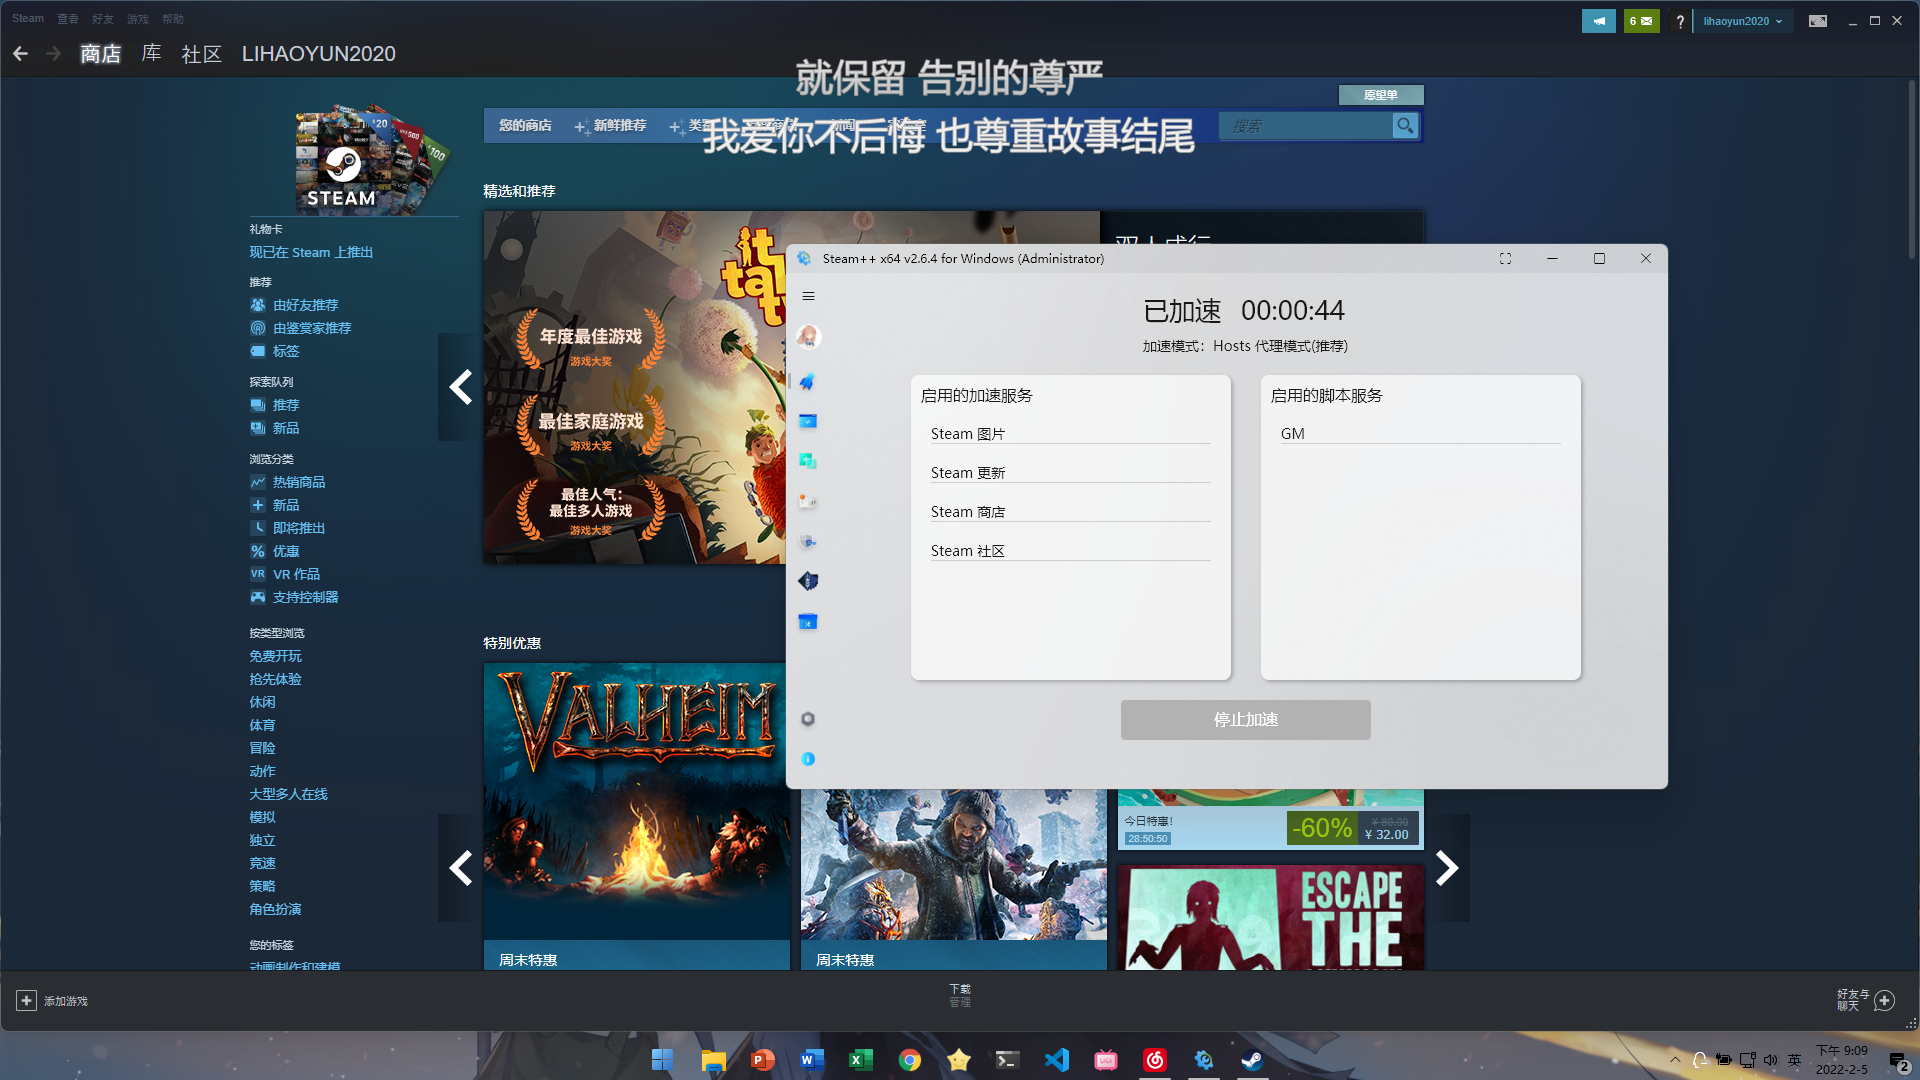 Steam 查看 好友 游戏 帮助
6 ? lihaoyun2020
商店 库 社区 LIHAOYUN2020
就保留 告别的尊严
我爱你不后悔 也尊重故事结尾
愿望单
您的商店 新鲜推荐
搜索
$20 500 $100
STEAM
礼物卡
现已在 Steam 上推出
推荐
由好友推荐
由鉴赏家推荐
标签
探索队列
推荐
新品
浏览分类
热销商品
新品
即将推出
优惠
VR 作品
支持控制器
按类型浏览
免费开玩
抢先体验
休闲
体育
冒险
动作
大型多人在线
模拟
独立
竞速
策略
角色扮演
您的标签
动画制作和建模
精选和推荐
年度最佳游戏
游戏大奖
最佳家庭游戏
游戏大奖
最佳人气:
最佳多人游戏
游戏大奖
双人成行
Steam++ x64 v2.6.4 for Windows (Administrator)
已加速 00:00:44
加速模式: Hosts 代理模式(推荐)
启用的加速服务
Steam 图片
Steam 更新
Steam 商店
Steam 社区
启用的脚本服务
GM
停止加速
特别优惠
VALHEIM
周末特惠
周末特惠
今日特惠!
28:50:50
-60%
¥ 80.00
¥ 32.00
ESCAPE
THE
添加游戏
下载
管理
好友与
聊天
英
下午 9:09
2022-2-5
2